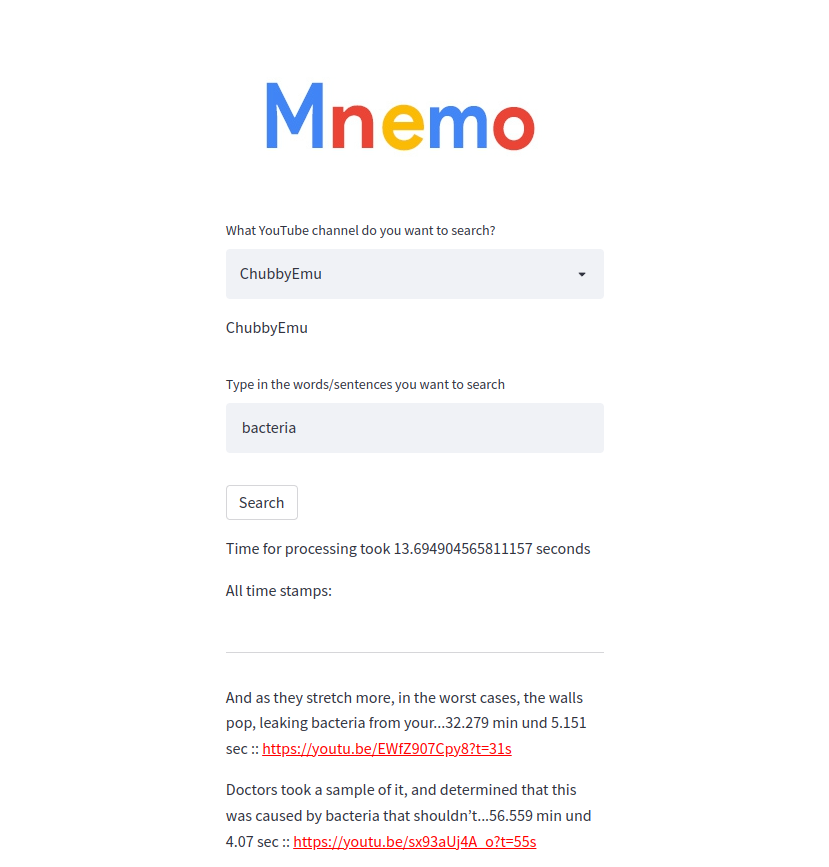 Mnemo
What YouTube channel do you want to search?
ChubbyEmu
ChubbyEmu
Type in the words/sentences you want to search
bacteria
Search
Time for processing took 13.694904565811157 seconds
All time stamps:
And as they stretch more, in the worst cases, the walls
pop, leaking bacteria from your...32.279 min und 5.151
sec :: https://youtu.be/EWfZ907Cpy8?t=31s
Doctors took a sample of it, and determined that this
was caused by bacteria that shouldn’t...56.559 min und
4.07 sec :: https://youtu.be/sx93aUj4A_o?t=55s